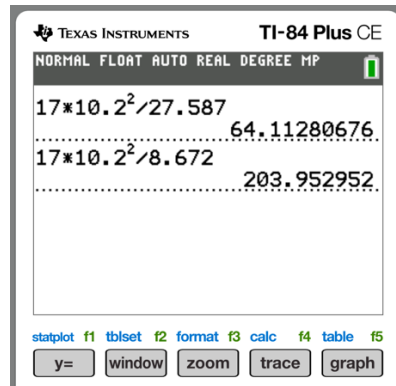 TEXAS INSTRUMENTS TI-84 Plus CE
NORMAL FLOAT AUTO REAL DEGREE MP
17*10.2²/27.587
64.11280676
17*10.2²/8.672
203.952952
statplot f1 tblset f2 format f3 calc f4 table f5
y= window zoom trace graph